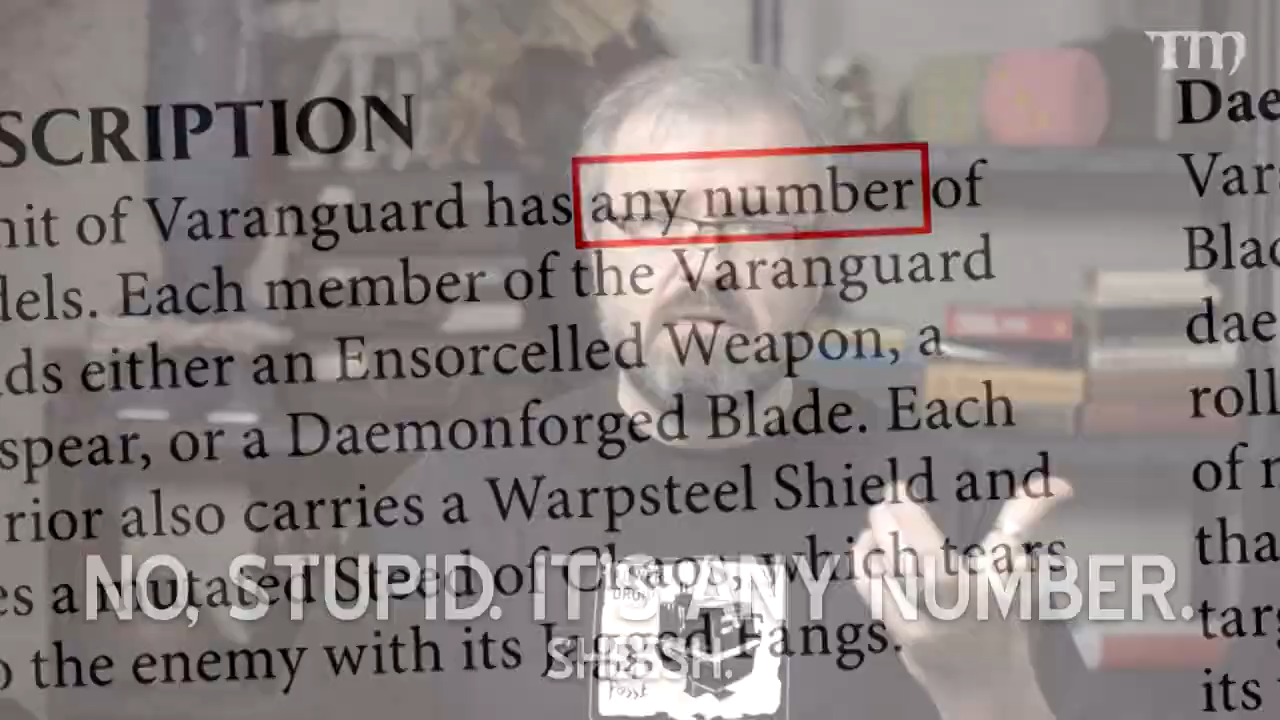 TM
SCRIPTION
nit of Varanguard has any number of
dels. Each member of the Varanguard
ds either an Ensorcelled Weapon, a
spear, or a Daemonforged Blade. Each
rior also carries a Warpsteel Shield and
es a mutated Steed of Chaos, which tears
o the enemy with its Jagged Fangs.
Dae
Var
Blac
dae
roll
of
tha
targ
its
NO, STUPID. IT'S ANY NUMBER.
SHEESH.